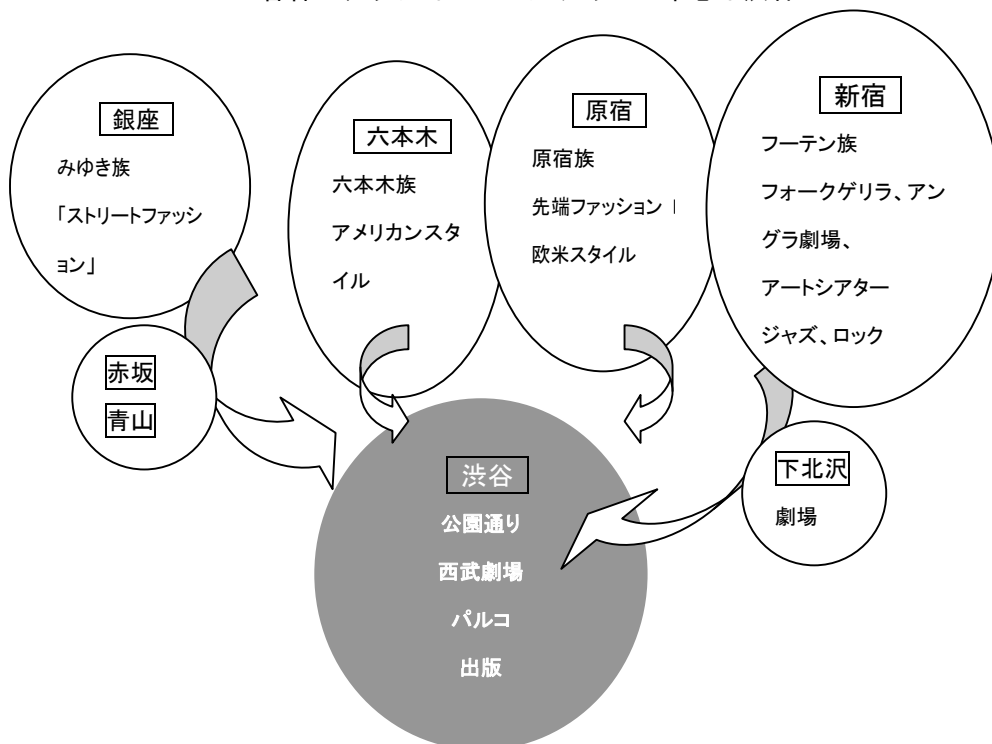 銀座
みゆき族
「ストリートファッシ
ョン」
六本木
六本木族
アメリカンスタ
イル
原宿
原宿族
先端ファッション
欧米スタイル
新宿
フーテン族
フォークゲリラ、アン
グラ劇場、
アートシアター
ジャズ、ロック
赤坂
青山
下北沢
劇場
渋谷
公園通り
西武劇場
パルコ
出版